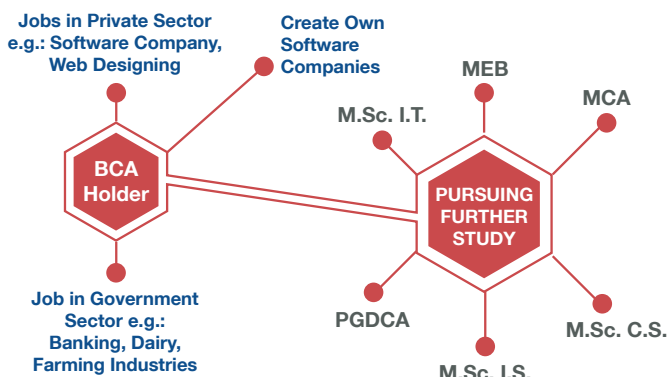 Jobs in Private Sector
e.g.: Software Company,
Web Designing
Create Own
Software
Companies
BCA
Holder
Job in Government
Sector e.g.:
Banking, Dairy,
Farming Industries
MEB
MCA
M.Sc. I.T.
PURSUING
FURTHER
STUDY
PGDCA
M.Sc. C.S.
M.Sc. I.S.